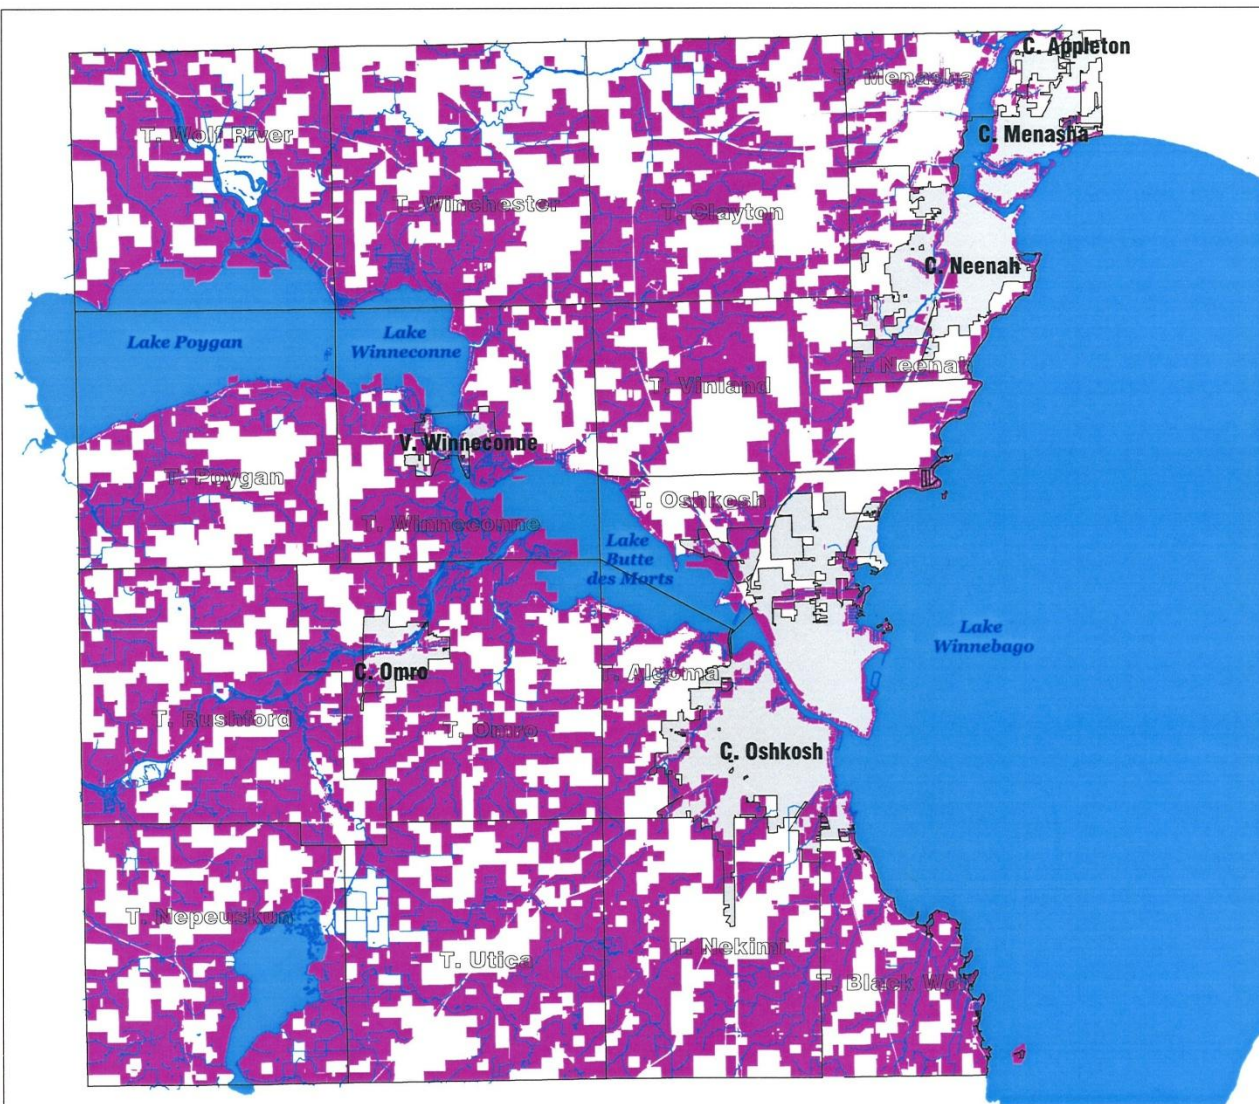 C. Appleton
T. Menasha
T. Wolf River
C. Menasha
T. Winchester
T. Clayton
C. Neenah
Lake Poygan
Lake
Winneconne
T. Neenah
T. Vinland
V. Winneconne
T. Poygan
T. Oshkosh
T. Winneconne
Lake
Butte
des Morts
Lake
Winnebago
C. Omro
T. Algoma
T. Rushford
T. Omro
C. Oshkosh
T. Nepeuskun
T. Nekimi
T. Utica
T. Black Wolf